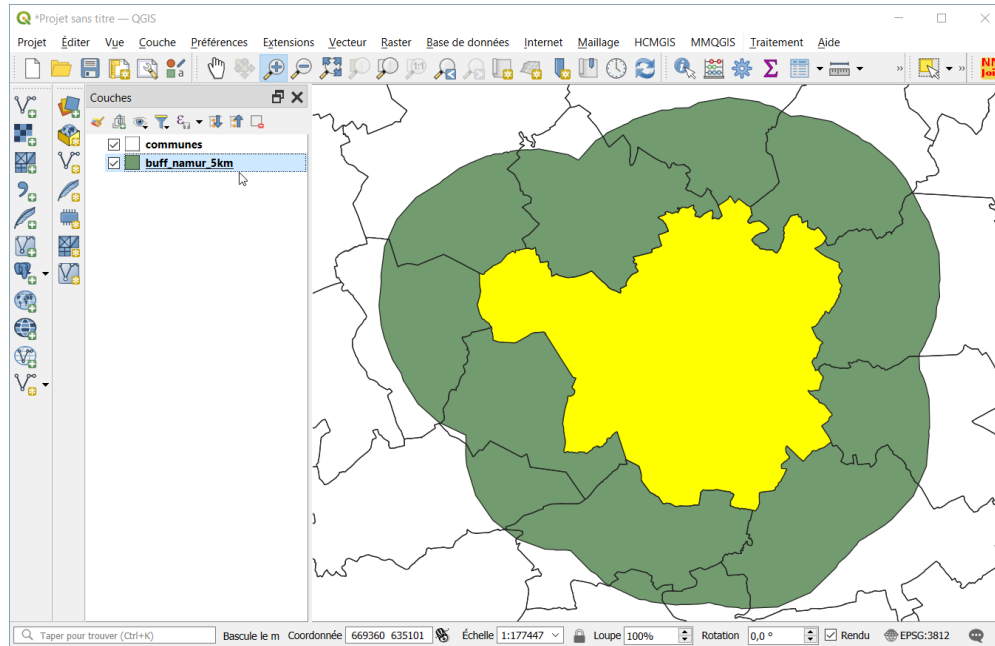 *Projet sans titre — QGIS
Projet Éditer Vue Couche Préférences Extensions Vecteur Raster Base de données Internet Maillage HCMGIS MMQGIS Traitement Aide
Couches
communes
buff_namur_5km
Taper pour trouver (Ctrl+K) Bascule le m Coordonnée 669360 635101 Échelle 1:177447 Loupe 100% Rotation 0,0 ° Rendu EPSG:3812